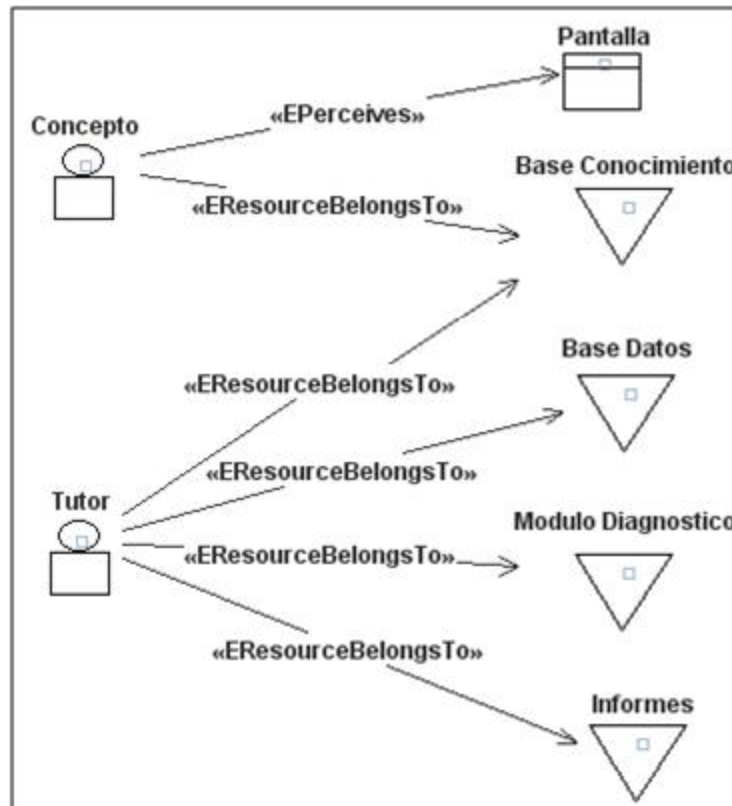 Pantalla
«EPerceives»
Concepto
Base Conocimiento
«EResourceBelongsTo»
Base Datos
«EResourceBelongsTo»
«EResourceBelongsTo»
Tutor
Modulo Diagnostico
«EResourceBelongsTo»
«EResourceBelongsTo»
Informes